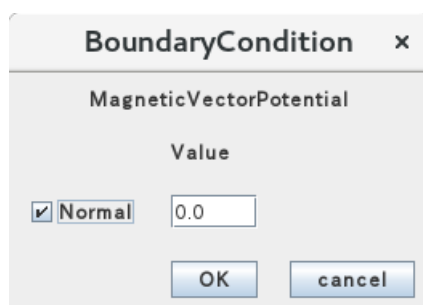 BoundaryCondition ×
MagneticVectorPotential
Value
Normal 0.0
OK cancel